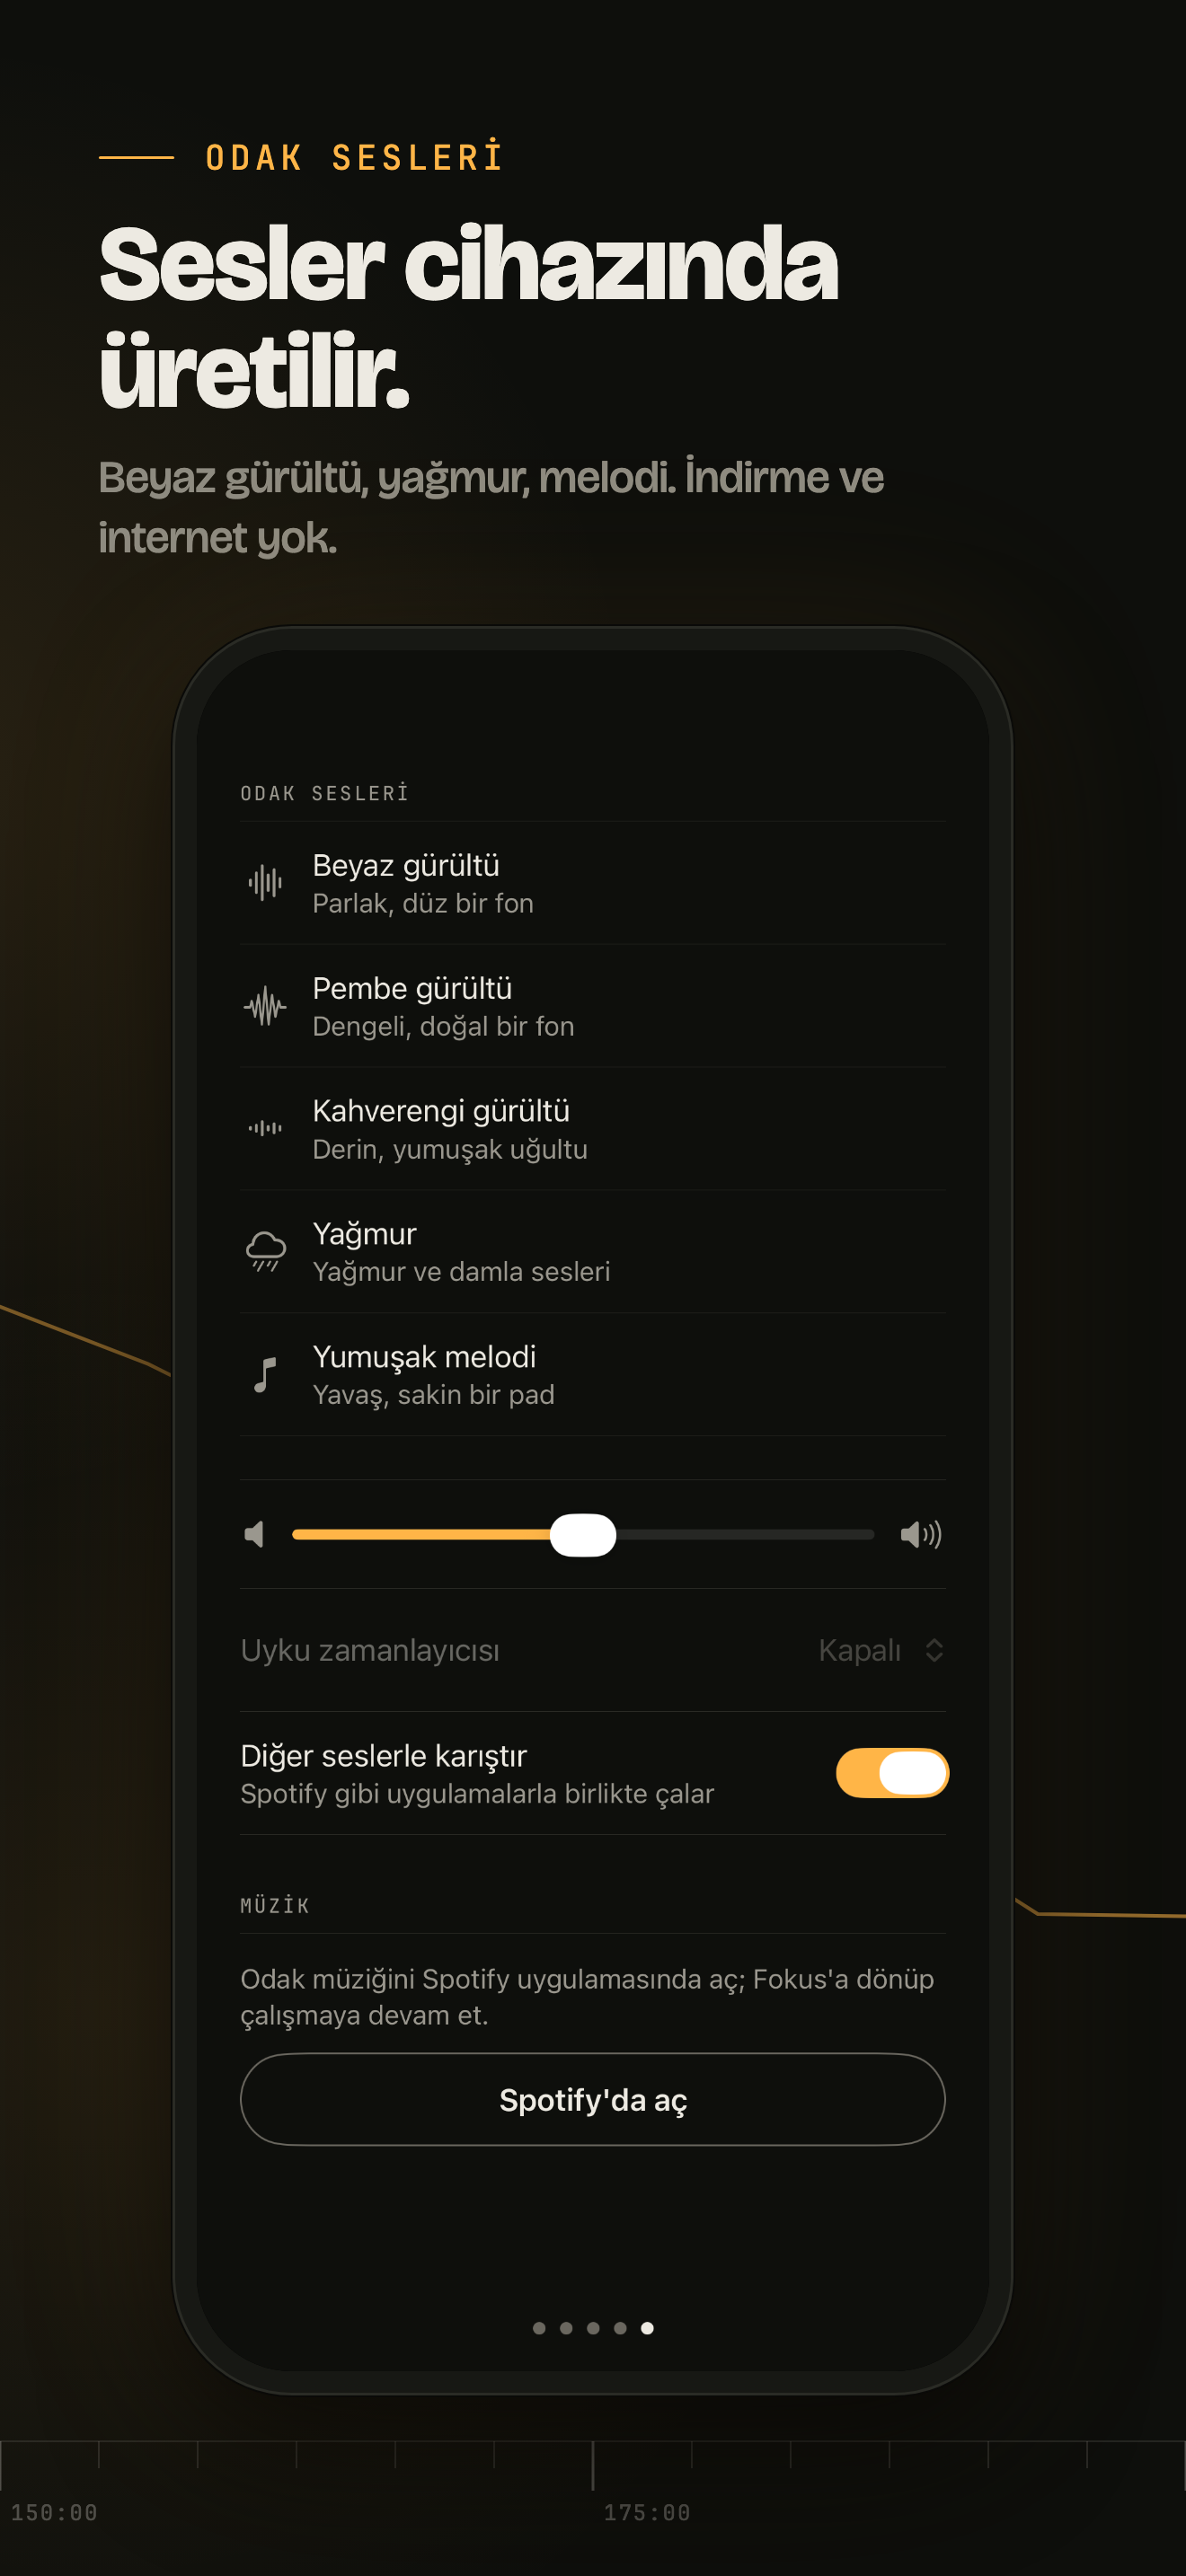 ODAK SESLERİ
Sesler cihazında
üretilir.
Beyaz gürültü, yağmur, melodi. İndirme ve
internet yok.
ODAK SESLERİ
Beyaz gürültü
Parlak, düz bir fon
Pembe gürültü
Dengeli, doğal bir fon
Kahverengi gürültü
Derin, yumuşak uğultu
Yağmur
Yağmur ve damla sesleri
Yumuşak melodi
Yavaş, sakin bir pad
Uyku zamanlayıcısı Kapalı
Diğer seslerle karıştır
Spotify gibi uygulamalarla birlikte çalar
MÜZİK
Odak müziğini Spotify uygulamasında aç; Fokus'a dönüp
çalışmaya devam et.
Spotify'da aç
150:00 175:00